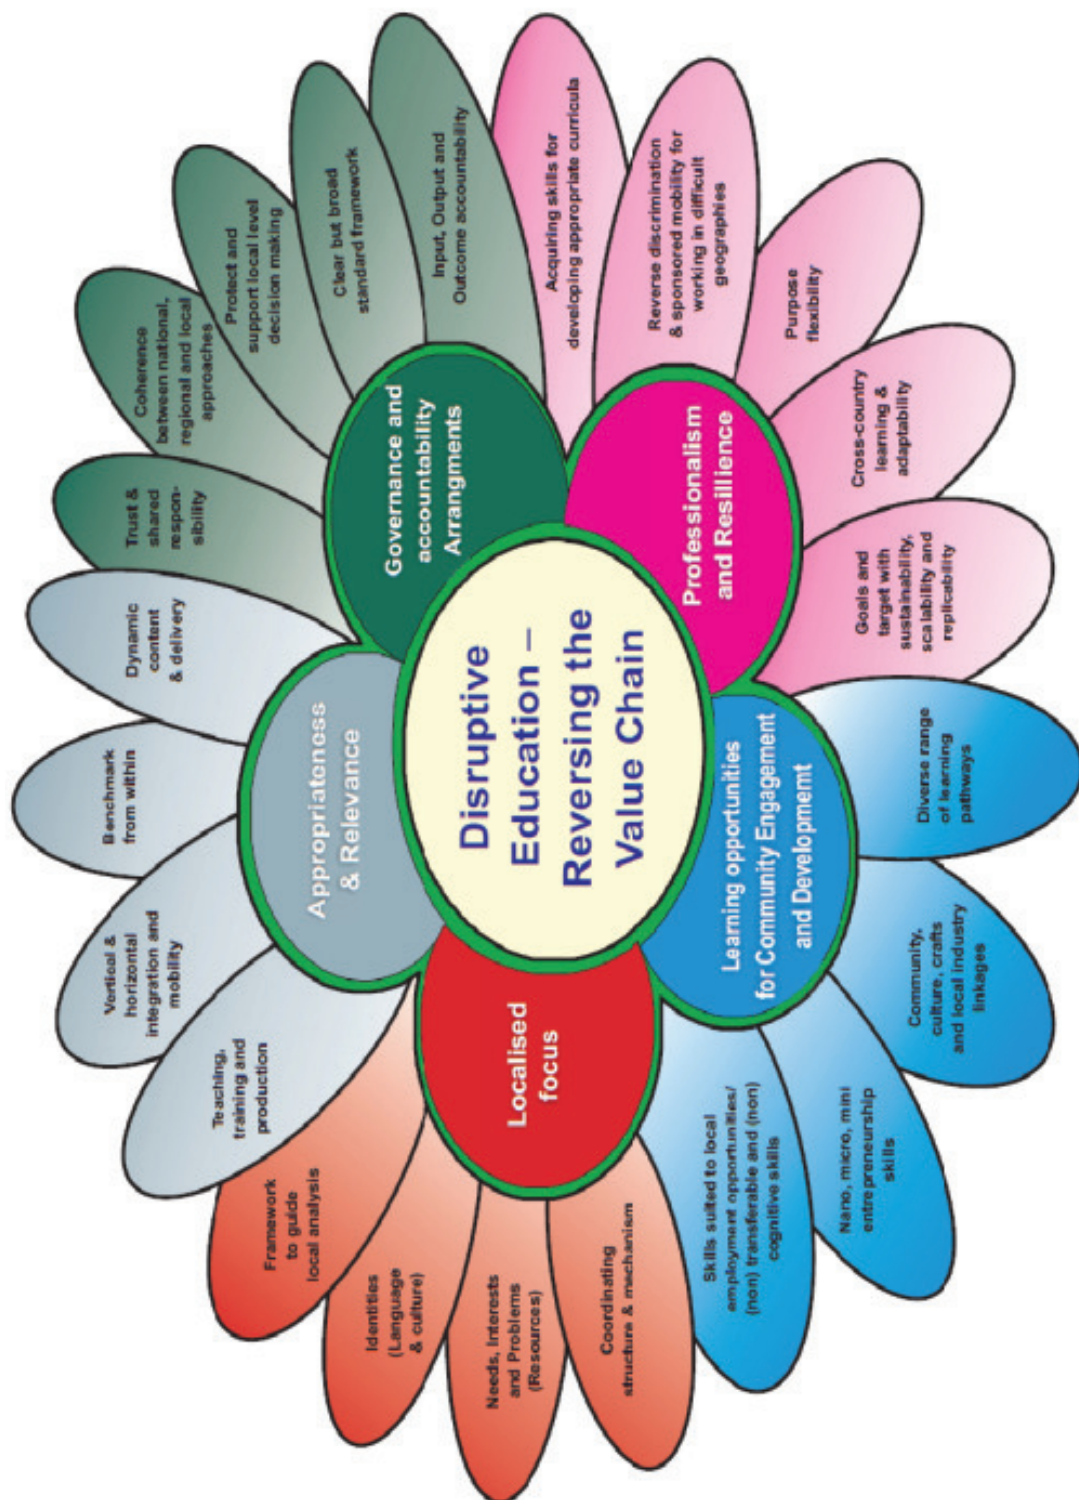 Disruptive
Education –
Reversing the
Value Chain
Appropriateness
& Relevance
Governance and
accountability
Arrangments
Professionalism
and Resillience
Learning opportunities
for Community Engagement
and Development
Localised
focus
Teaching,
training and
production
Vertical &
horizontal
integration and
mobility
Benchmark
from within
Dynamic
content
& delivery
Trust &
shared
respon-
sibility
Coherence
between national,
regional and local
approaches
Protect and
support local level
decision making
Clear but broad
standard framework
Input, Output and
Outcome accountability
Acquiring skills for
developing appropriate curricula
Reverse discrimination
& sponsored mobility for
working in difficult
geographies
Purpose
flexibility
Cross-country
learning &
adaptability
Goals and
target with
sustainability,
scalability and
replicability
Diverse range
of learning
pathways
Community,
culture, crafts
and local industry
linkages
Nano, micro, mini
entrepreneurship
skills
Skills suited to local
employment opportunities/
(non) transferable and (non)
cognitive skills
Coordinating
structure & mechanism
Needs, Interests
and Problems
(Resources)
Identities
(Language
& culture)
Framework
to guide
local analysis